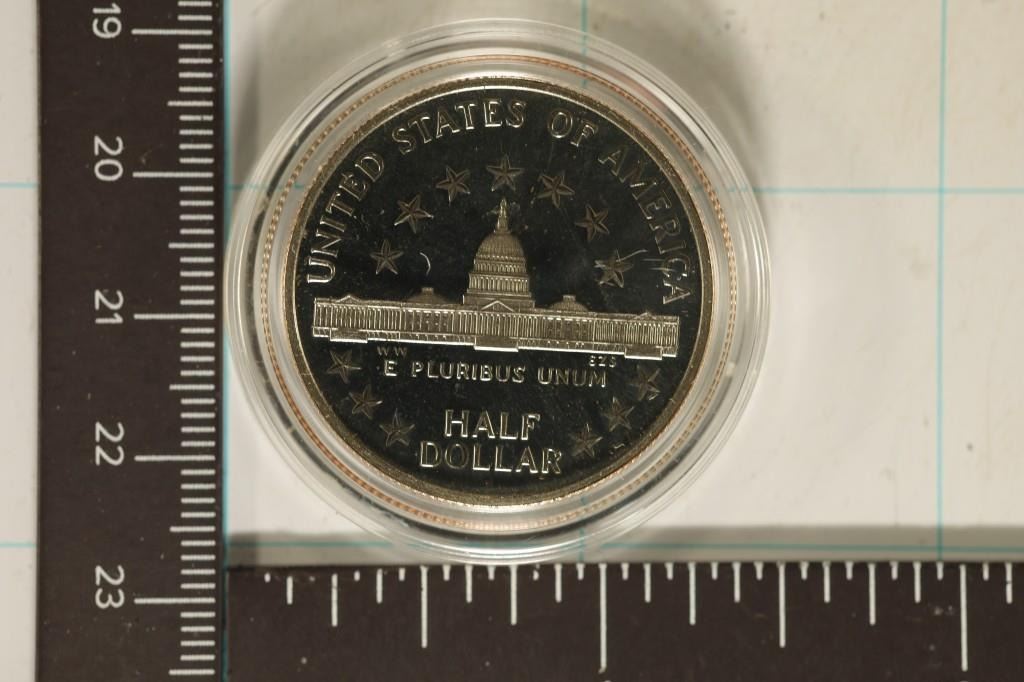 19
20
21
22
23
UNITED STATES OF AMERICA
WW
E PLURIBUS UNUM
HALF
DOLLAR